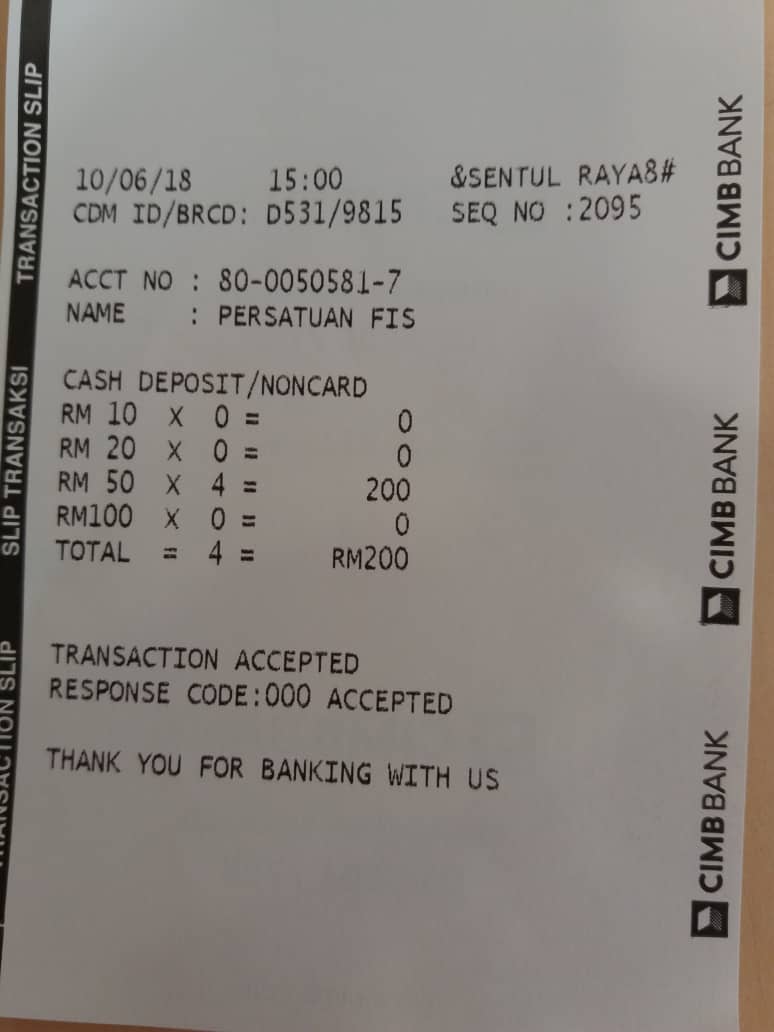 10/06/18 15:00 &SENTUL RAYA8#
CDM ID/BRCD: D531/9815 SEQ NO :2095
ACCT NO : 80-0050581-7
NAME : PERSATUAN FIS
CASH DEPOSIT/NONCARD
RM 10 X 0 = 0
RM 20 X 0 = 0
RM 50 X 4 = 200
RM100 X 0 = 0
TOTAL = 4 = RM200
TRANSACTION ACCEPTED
RESPONSE CODE:000 ACCEPTED
THANK YOU FOR BANKING WITH US
TRANSACTION SLIP
SLIP TRANSAKSI
TRANSACTION SLIP
CIMB BANK
CIMB BANK
CIMB BANK